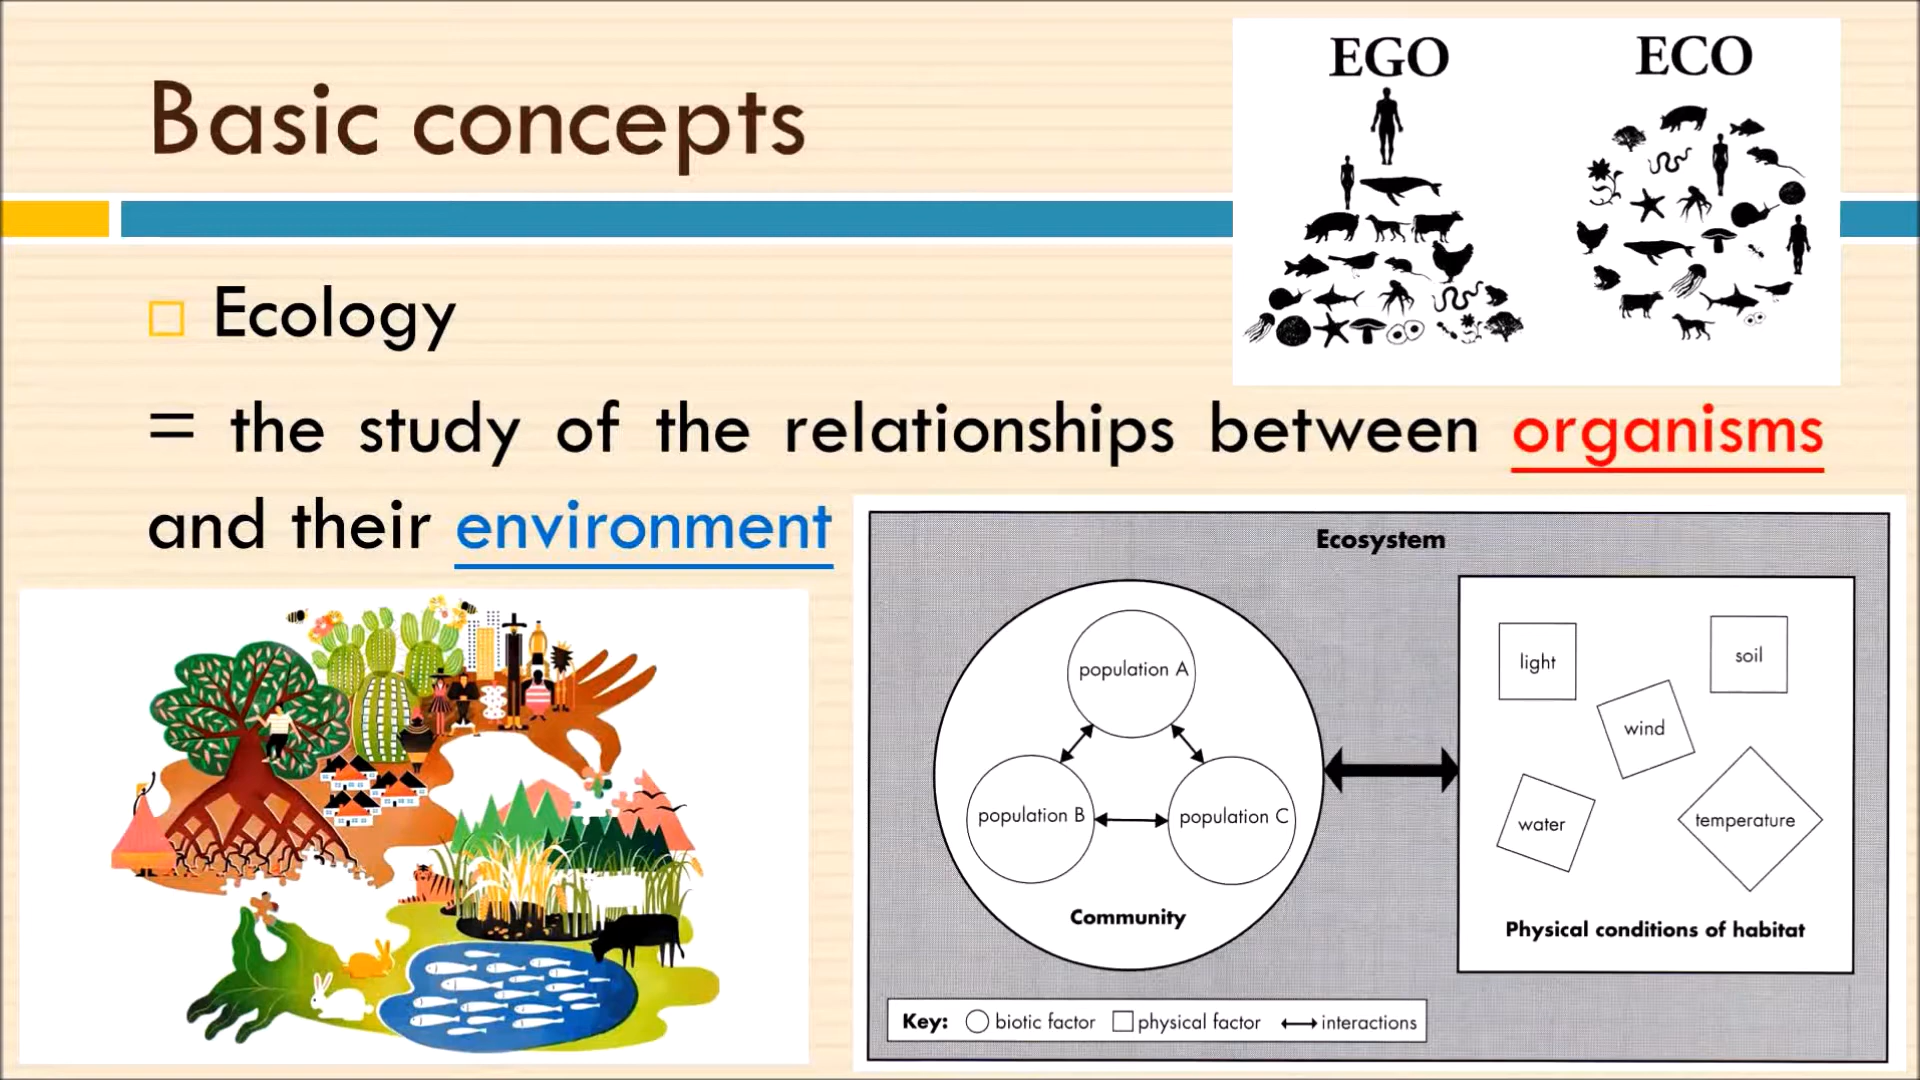 Basic concepts
EGO
ECO
Ecology
= the study of the relationships between organisms
and their environment
Ecosystem
population A
population B
population C
Community
light
soil
wind
water
temperature
Physical conditions of habitat
Key: biotic factor physical factor interactions